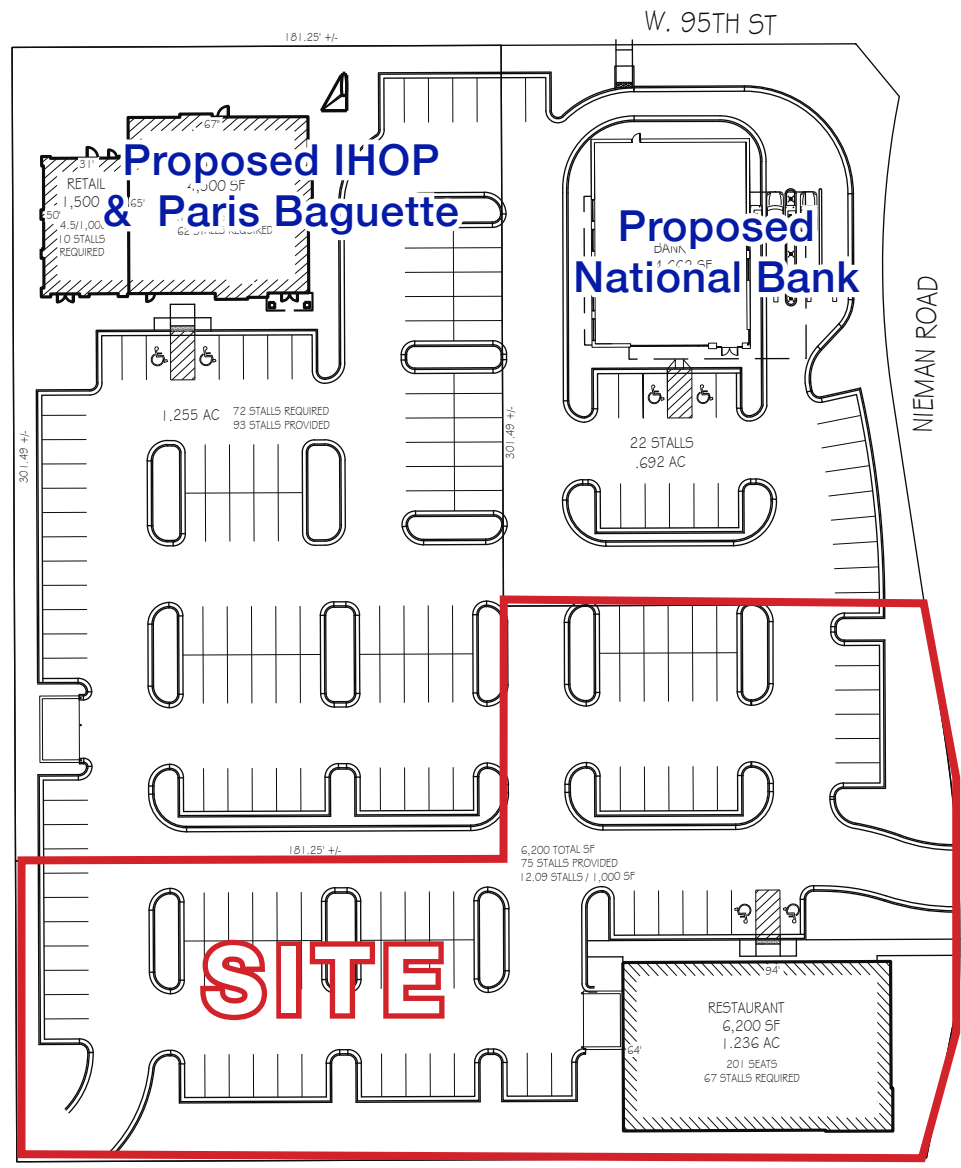 W. 95TH ST
181.25' +/-
67'
Proposed IHOP
& Paris Baguette
31'
RETAIL
1,500
50'
65'
4.5/1,00
10 STALLS
REQUIRED
4,500 SF
62 STALLS REQUIRED
Proposed
National Bank
BANK
NIEMAN ROAD
1.255 AC
72 STALLS REQUIRED
93 STALLS PROVIDED
301.49 +/-
301.49 +/-
22 STALLS
.692 AC
181.25' +/-
6,200 TOTAL SF
75 STALLS PROVIDED
12.09 STALLS / 1,000 SF
SITE
94'
64'
RESTAURANT
6,200 SF
1.236 AC
201 SEATS
67 STALLS REQUIRED